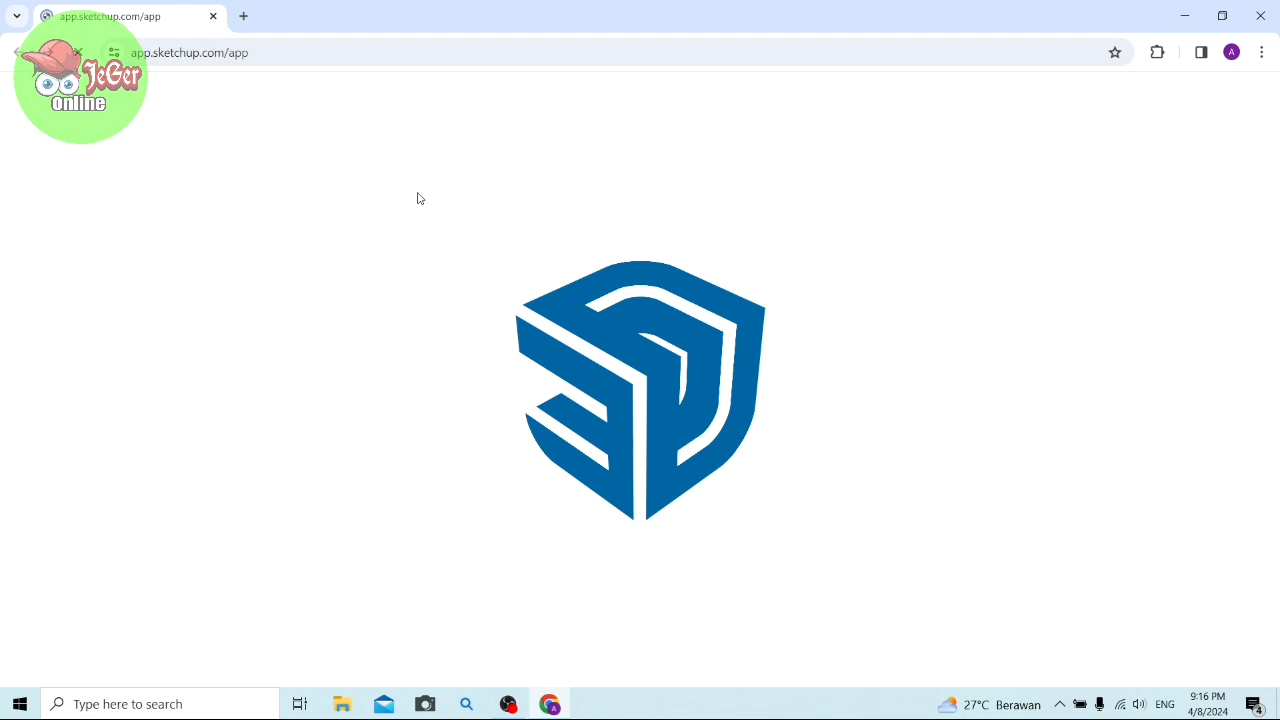 app.sketchup.com/app
app.sketchup.com/app
A
JeGer
online
Type here to search
A
27°C Berawan
ENG
9:16 PM
4/8/2024
4